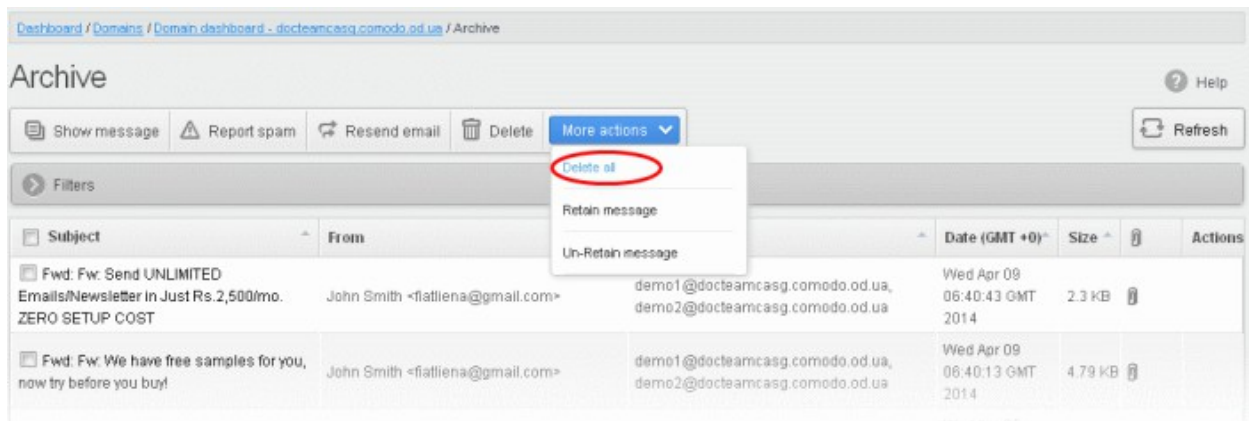 Dashboard / Domains / Domain dashboard - docteamcasg.comodo.od.ua / Archive
Archive
Help
Show message Report spam Resend email Delete More actions
Refresh
Delete all
Filters
Retain message
Un-Retain message
Subject From Date (GMT +0) Size Actions
Fwd: Fw: Send UNLIMITED
Emails/Newsletter in Just Rs.2,500/mo.
ZERO SETUP COST
John Smith <flatliena@gmail.com>
demo1@docteamcasg.comodo.od.ua,
demo2@docteamcasg.comodo.od.ua
Wed Apr 09
06:40:43 GMT
2014
2.3 KB
Fwd: Fw: We have free samples for you,
now try before you buy!
John Smith <flatliena@gmail.com>
demo1@docteamcasg.comodo.od.ua,
demo2@docteamcasg.comodo.od.ua
Wed Apr 09
06:40:13 GMT
2014
4.79 KB